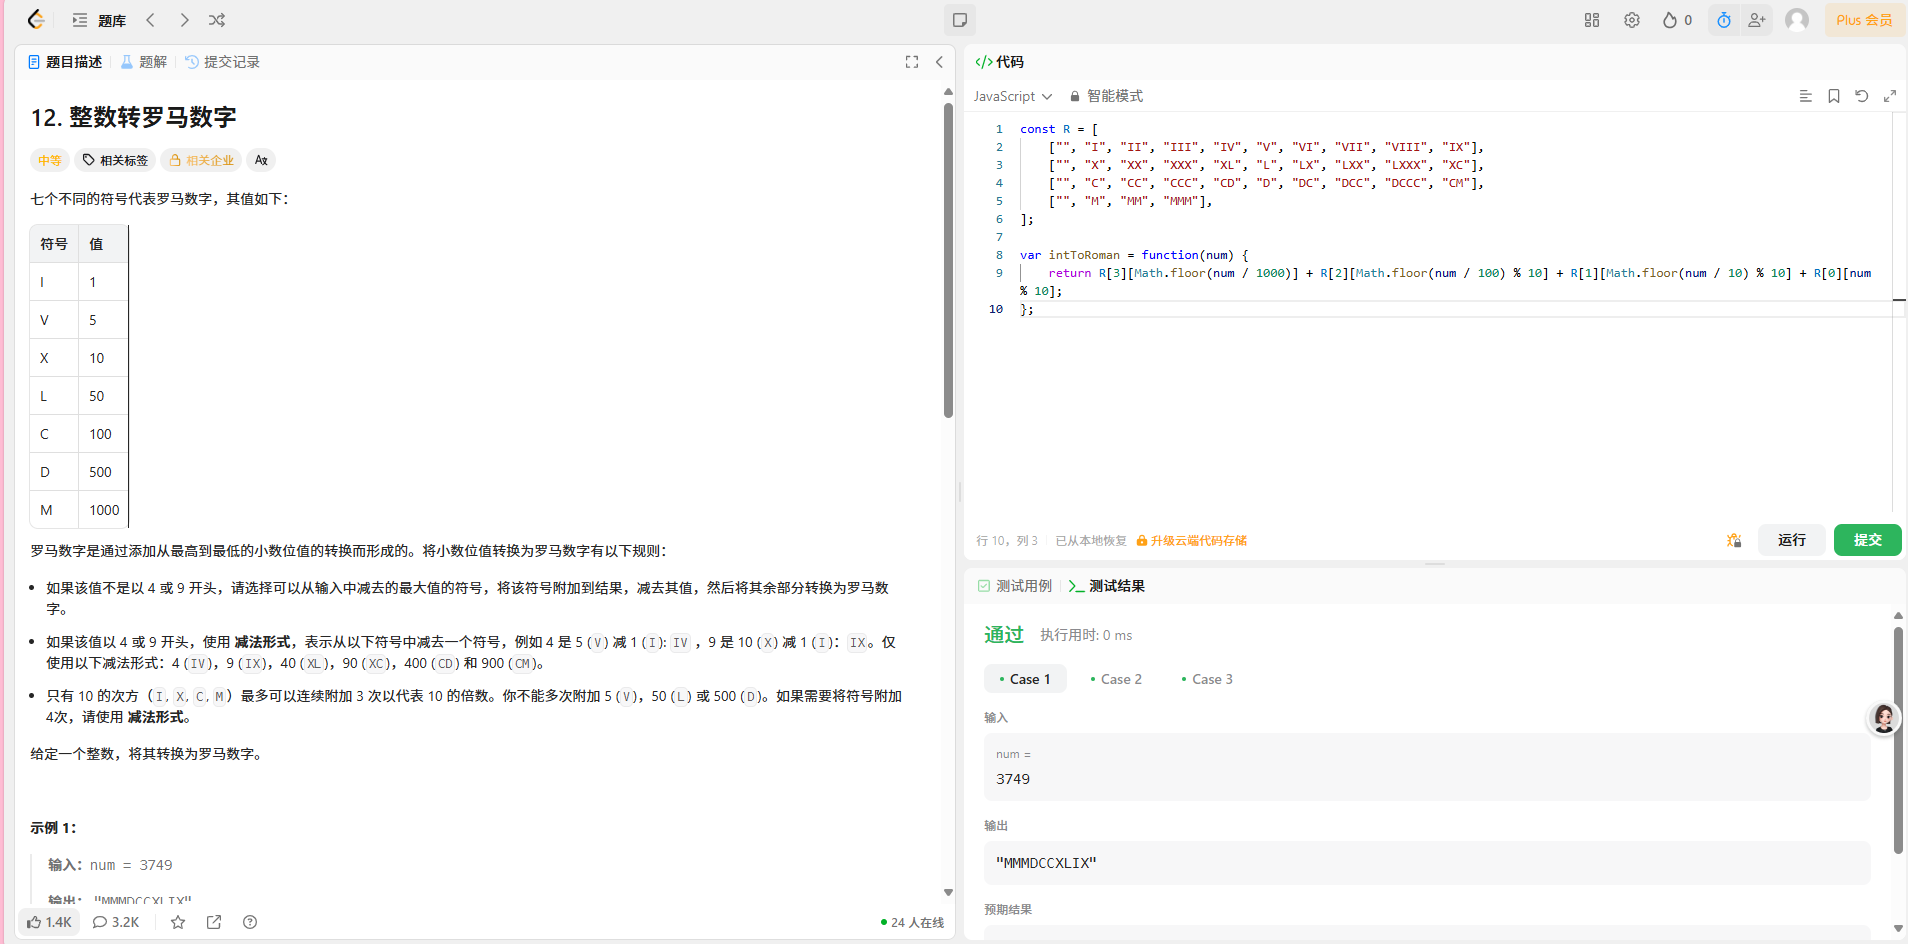 题库
0
Plus 会员
题目描述
题解
提交记录
12. 整数转罗马数字
中等
相关标签
相关企业
七个不同的符号代表罗马数字，其值如下：
符号 值
I 1
V 5
X 10
L 50
C 100
D 500
M 1000
罗马数字是通过添加从最高到最低的小数位值的转换而形成的。将小数位值转换为罗马数字有以下规则：
如果该值不是以 4 或 9 开头，请选择可以从输入中减去的最大值的符号，将该符号附加到结果，减去其值，然后将其余部分转换为罗马数
字。
如果该值以 4 或 9 开头，使用 减法形式，表示从以下符号中减去一个符号，例如 4 是 5 (V) 减 1 (I): IV ，9 是 10 (X) 减 1 (I)：IX。仅
使用以下减法形式：4 (IV)，9 (IX)，40 (XL)，90 (XC)，400 (CD) 和 900 (CM)。
只有 10 的次方（I, X, C, M）最多可以连续附加 3 次以代表 10 的倍数。你不能多次附加 5 (V)，50 (L) 或 500 (D)。如果需要将符号附加
4次，请使用 减法形式。
给定一个整数，将其转换为罗马数字。
示例 1：
输入：num = 3749
输出： "MMMDCCXLIX"
1.4K
3.2K
24 人在线
代码
JavaScript
智能模式
1 const R = [
2 ["", "I", "II", "III", "IV", "V", "VI", "VII", "VIII", "IX"],
3 ["", "X", "XX", "XXX", "XL", "L", "LX", "LXX", "LXXX", "XC"],
4 ["", "C", "CC", "CCC", "CD", "D", "DC", "DCC", "DCCC", "CM"],
5 ["", "M", "MM", "MMM"],
6 ];
7
8 var intToRoman = function(num) {
9 return R[3][Math.floor(num / 1000)] + R[2][Math.floor(num / 100) % 10] + R[1][Math.floor(num / 10) % 10] + R[0][num
% 10];
10 };
行 10，列 3
已从本地恢复
升级云端代码存储
运行
提交
测试用例
测试结果
通过
执行用时: 0 ms
Case 1
Case 2
Case 3
输入
num =
3749
输出
"MMMDCCXLIX"
预期结果